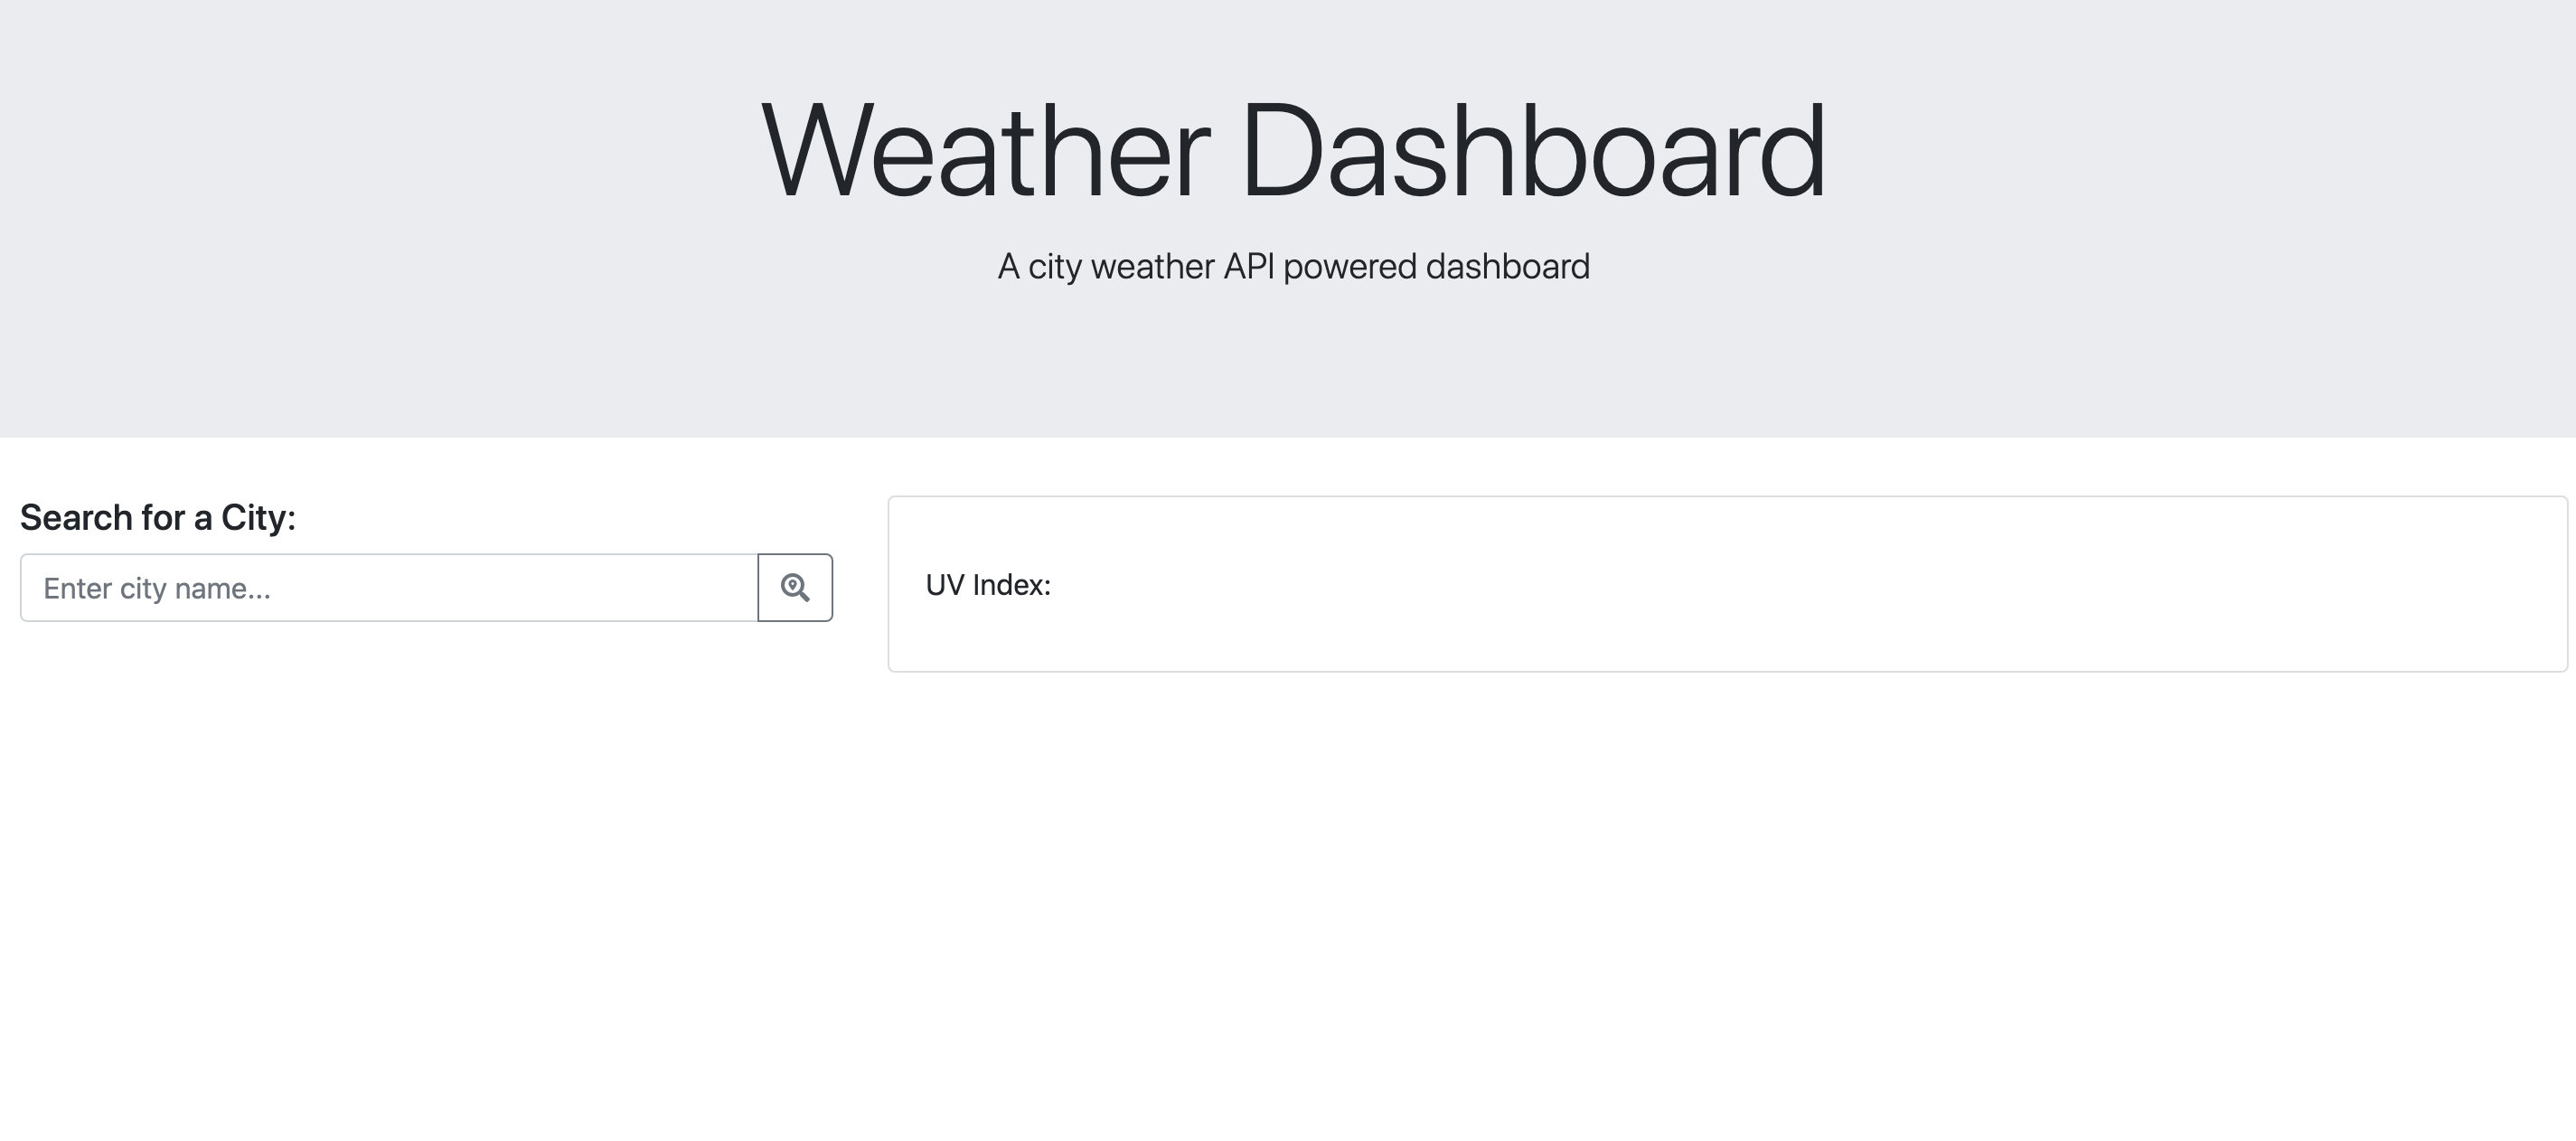 Weather Dashboard
A city weather API powered dashboard
Search for a City:
Enter city name...
UV Index: